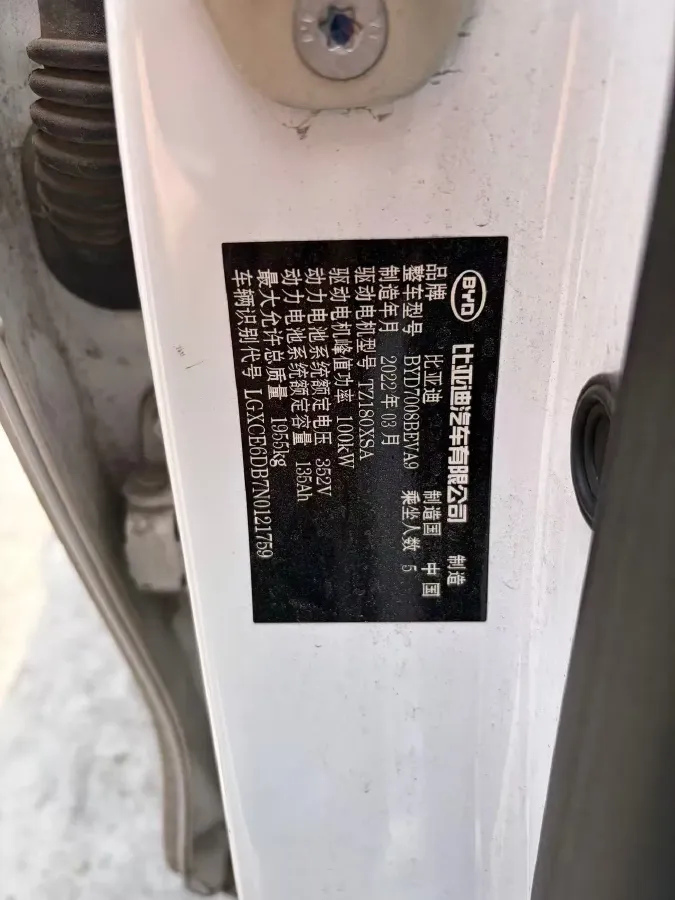 BYD 比亚迪汽车有限公司 制造
品牌 比亚迪 制造国 中国
整车型号 BYD7008BEVA9 乘坐人数 5
制造年月 2022年03月
驱动电机型号 TZ180XSA
驱动电机峰值功率 100kW
动力电池系统额定电压 352V
动力电池系统额定容量 135Ah
最大允许总质量 1955kg
车辆识别代号 LGXCE6DB7N0121759